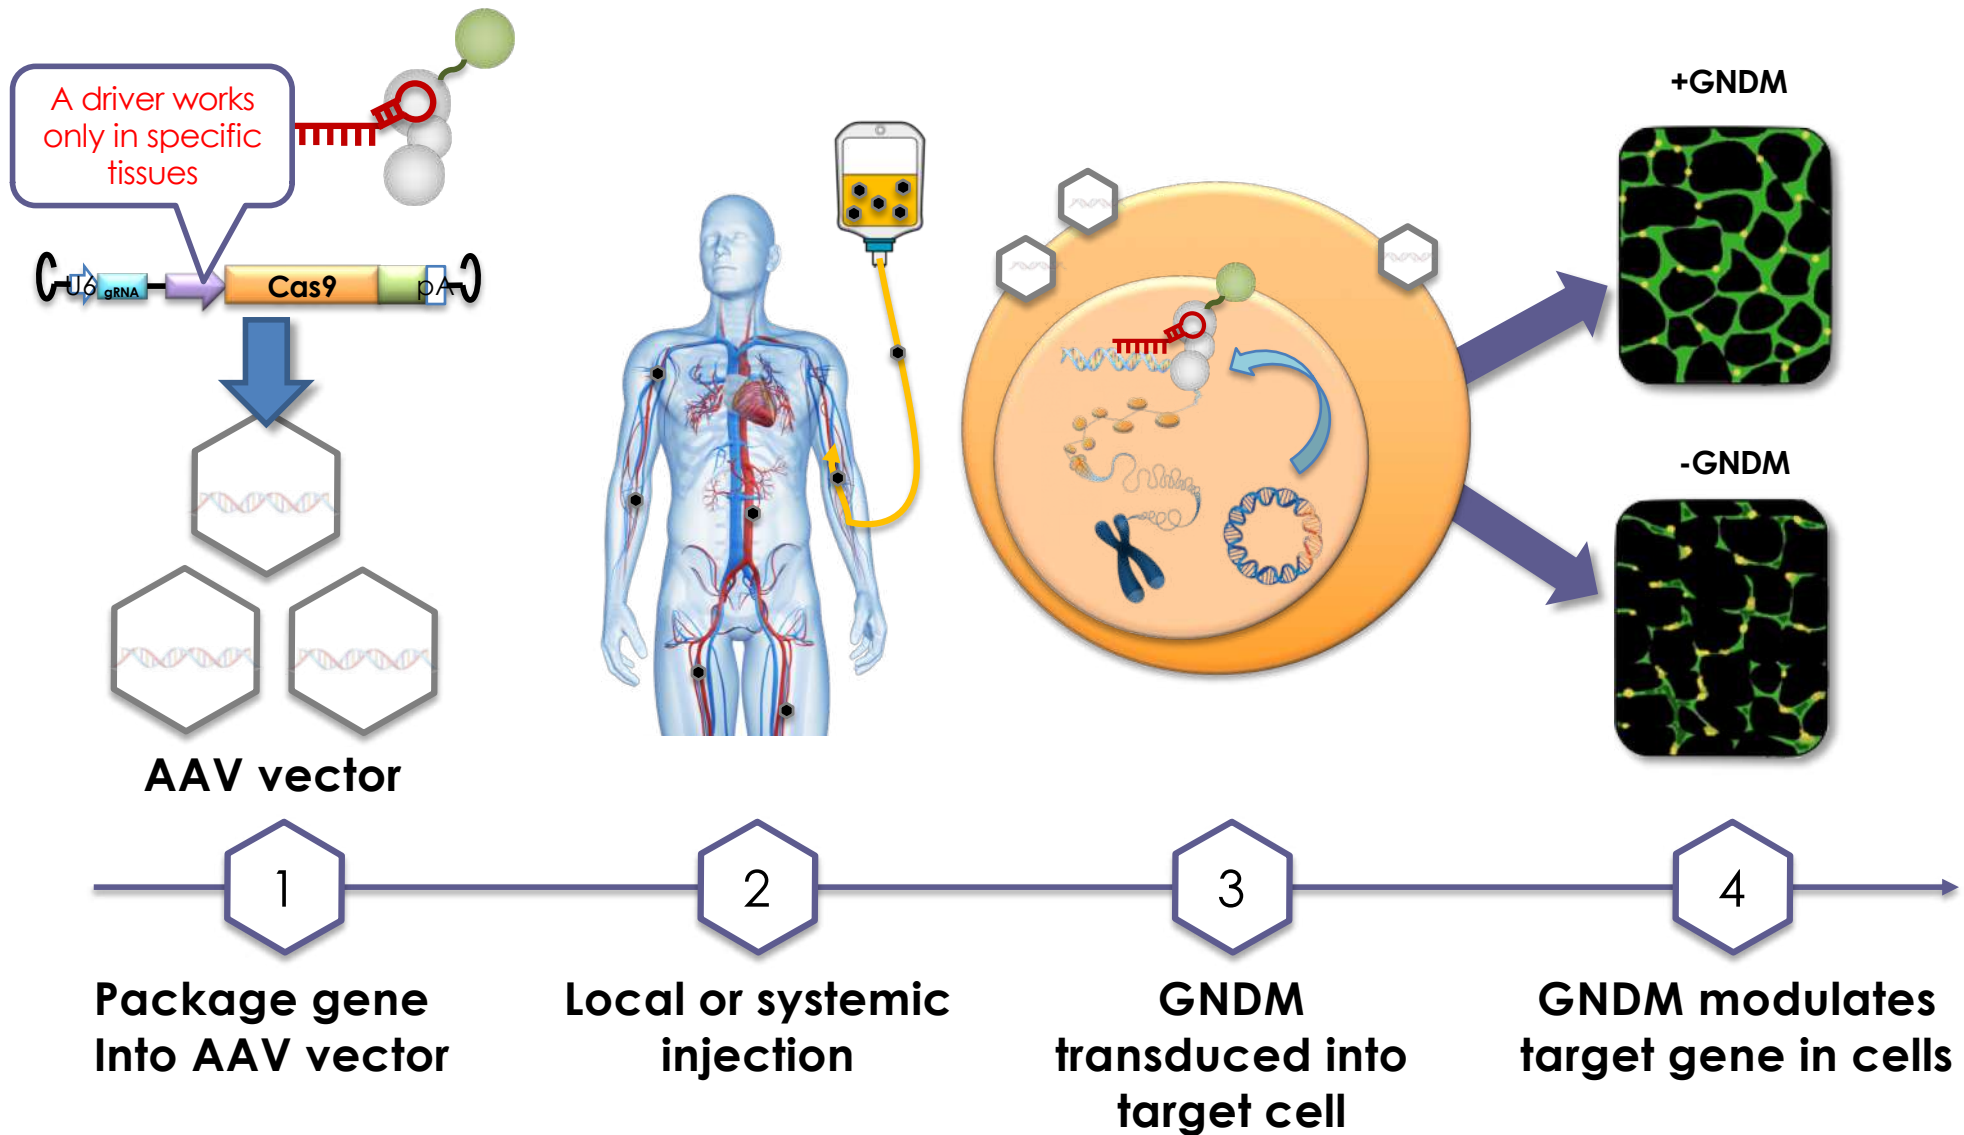 A driver works
only in specific
tissues
U6
gRNA
Cas9
pA
AAV vector
+GNDM
-GNDM
1
2
3
4
Package gene
Into AAV vector
Local or systemic
injection
GNDM
transduced into
target cell
GNDM modulates
target gene in cells